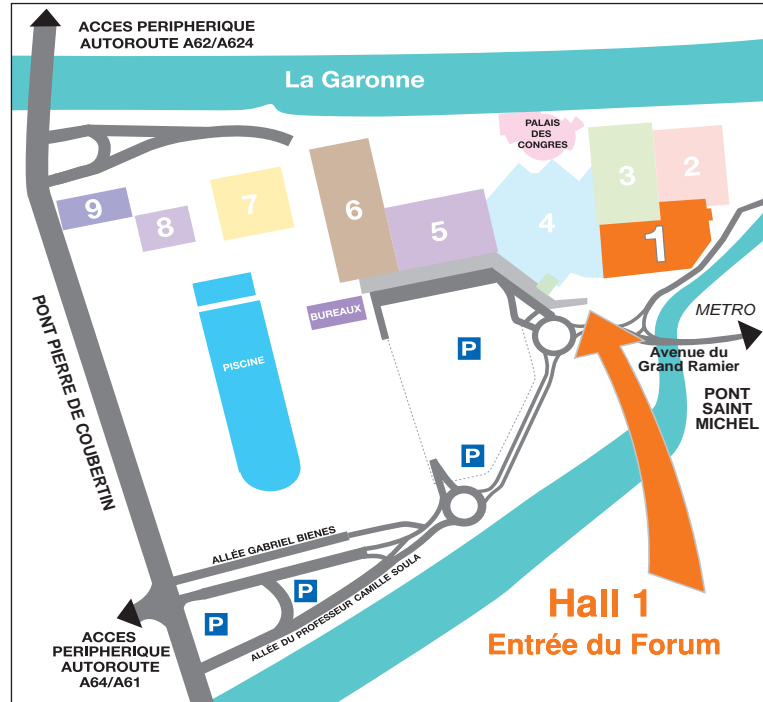 ACCES PERIPHERIQUE
AUTOROUTE A62/A624
La Garonne
PALAIS
DES
CONGRES
9
8
7
6
5
4
3
2
1
BUREAUX
PISCINE
PONT PIERRE DE COUBERTIN
P
P
METRO
Avenue du
Grand Ramier
PONT
SAINT
MICHEL
ALLÉE GABRIEL BIENES
ALLÉE DU PROFESSEUR CAMILLE SOULA
P
P
ACCES
PERIPHERIQUE
AUTOROUTE
A64/A61
Hall 1
Entrée du Forum